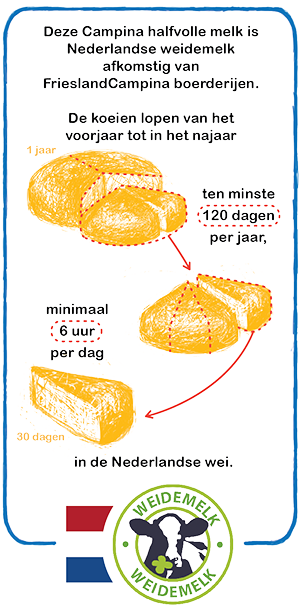 Deze Campina halfvolle melk is
Nederlandse weidemelk
afkomstig van
FrieslandCampina boerderijen.
De koeien lopen van het
voorjaar tot in het najaar
1 jaar
ten minste
120 dagen
per jaar,
minimaal
6 uur
per dag
30 dagen
in de Nederlandse wei.
WEIDEMELK
WEIDEMELK